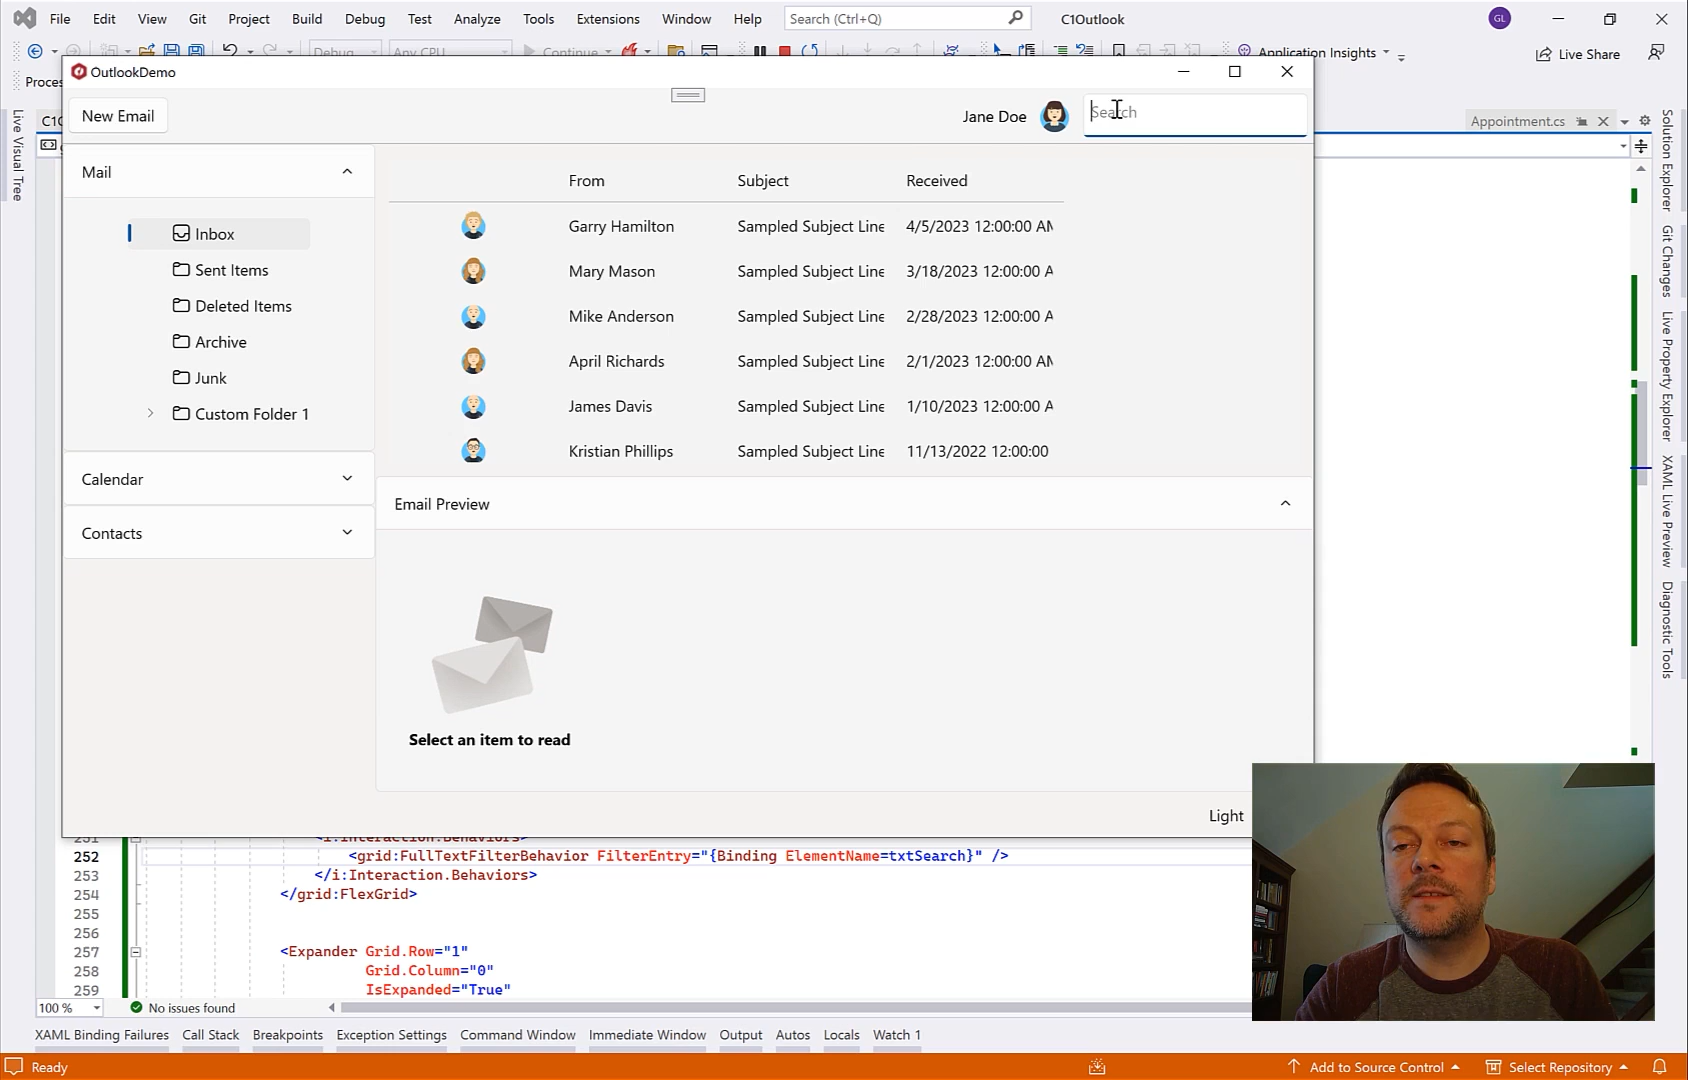 File Edit View Git Project Build Debug Test Analyze Tools Extensions Window Help Search (Ctrl+Q) C1Outlook GL
Debug Any CPU Continue Application Insights Live Share
OutlookDemo
Proces
New Email Jane Doe Search
C1O Appointment.cs
Live Visual Tree
Mail
From Subject Received
Inbox
Garry Hamilton Sampled Subject Line 4/5/2023 12:00:00 AM
Sent Items
Mary Mason Sampled Subject Line 3/18/2023 12:00:00 A
Deleted Items
Mike Anderson Sampled Subject Line 2/28/2023 12:00:00 A
Archive
April Richards Sampled Subject Line 2/1/2023 12:00:00 AM
Junk
James Davis Sampled Subject Line 1/10/2023 12:00:00 A
Custom Folder 1
Kristian Phillips Sampled Subject Line 11/13/2022 12:00:00
Calendar
Email Preview
Contacts
Select an item to read
Light
Solution Explorer
Git Changes
Live Property Explorer
XAML Live Preview
Diagnostic Tools
251 <i:Interaction.Behaviors>
252 <grid:FullTextFilterBehavior FilterEntry="{Binding ElementName=txtSearch}" />
253 </i:Interaction.Behaviors>
254 </grid:FlexGrid>
255
256
257 <Expander Grid.Row="1"
258 Grid.Column="0"
259 IsExpanded="True"
100 % No issues found
XAML Binding Failures Call Stack Breakpoints Exception Settings Command Window Immediate Window Output Autos Locals Watch 1
Ready Add to Source Control Select Repository